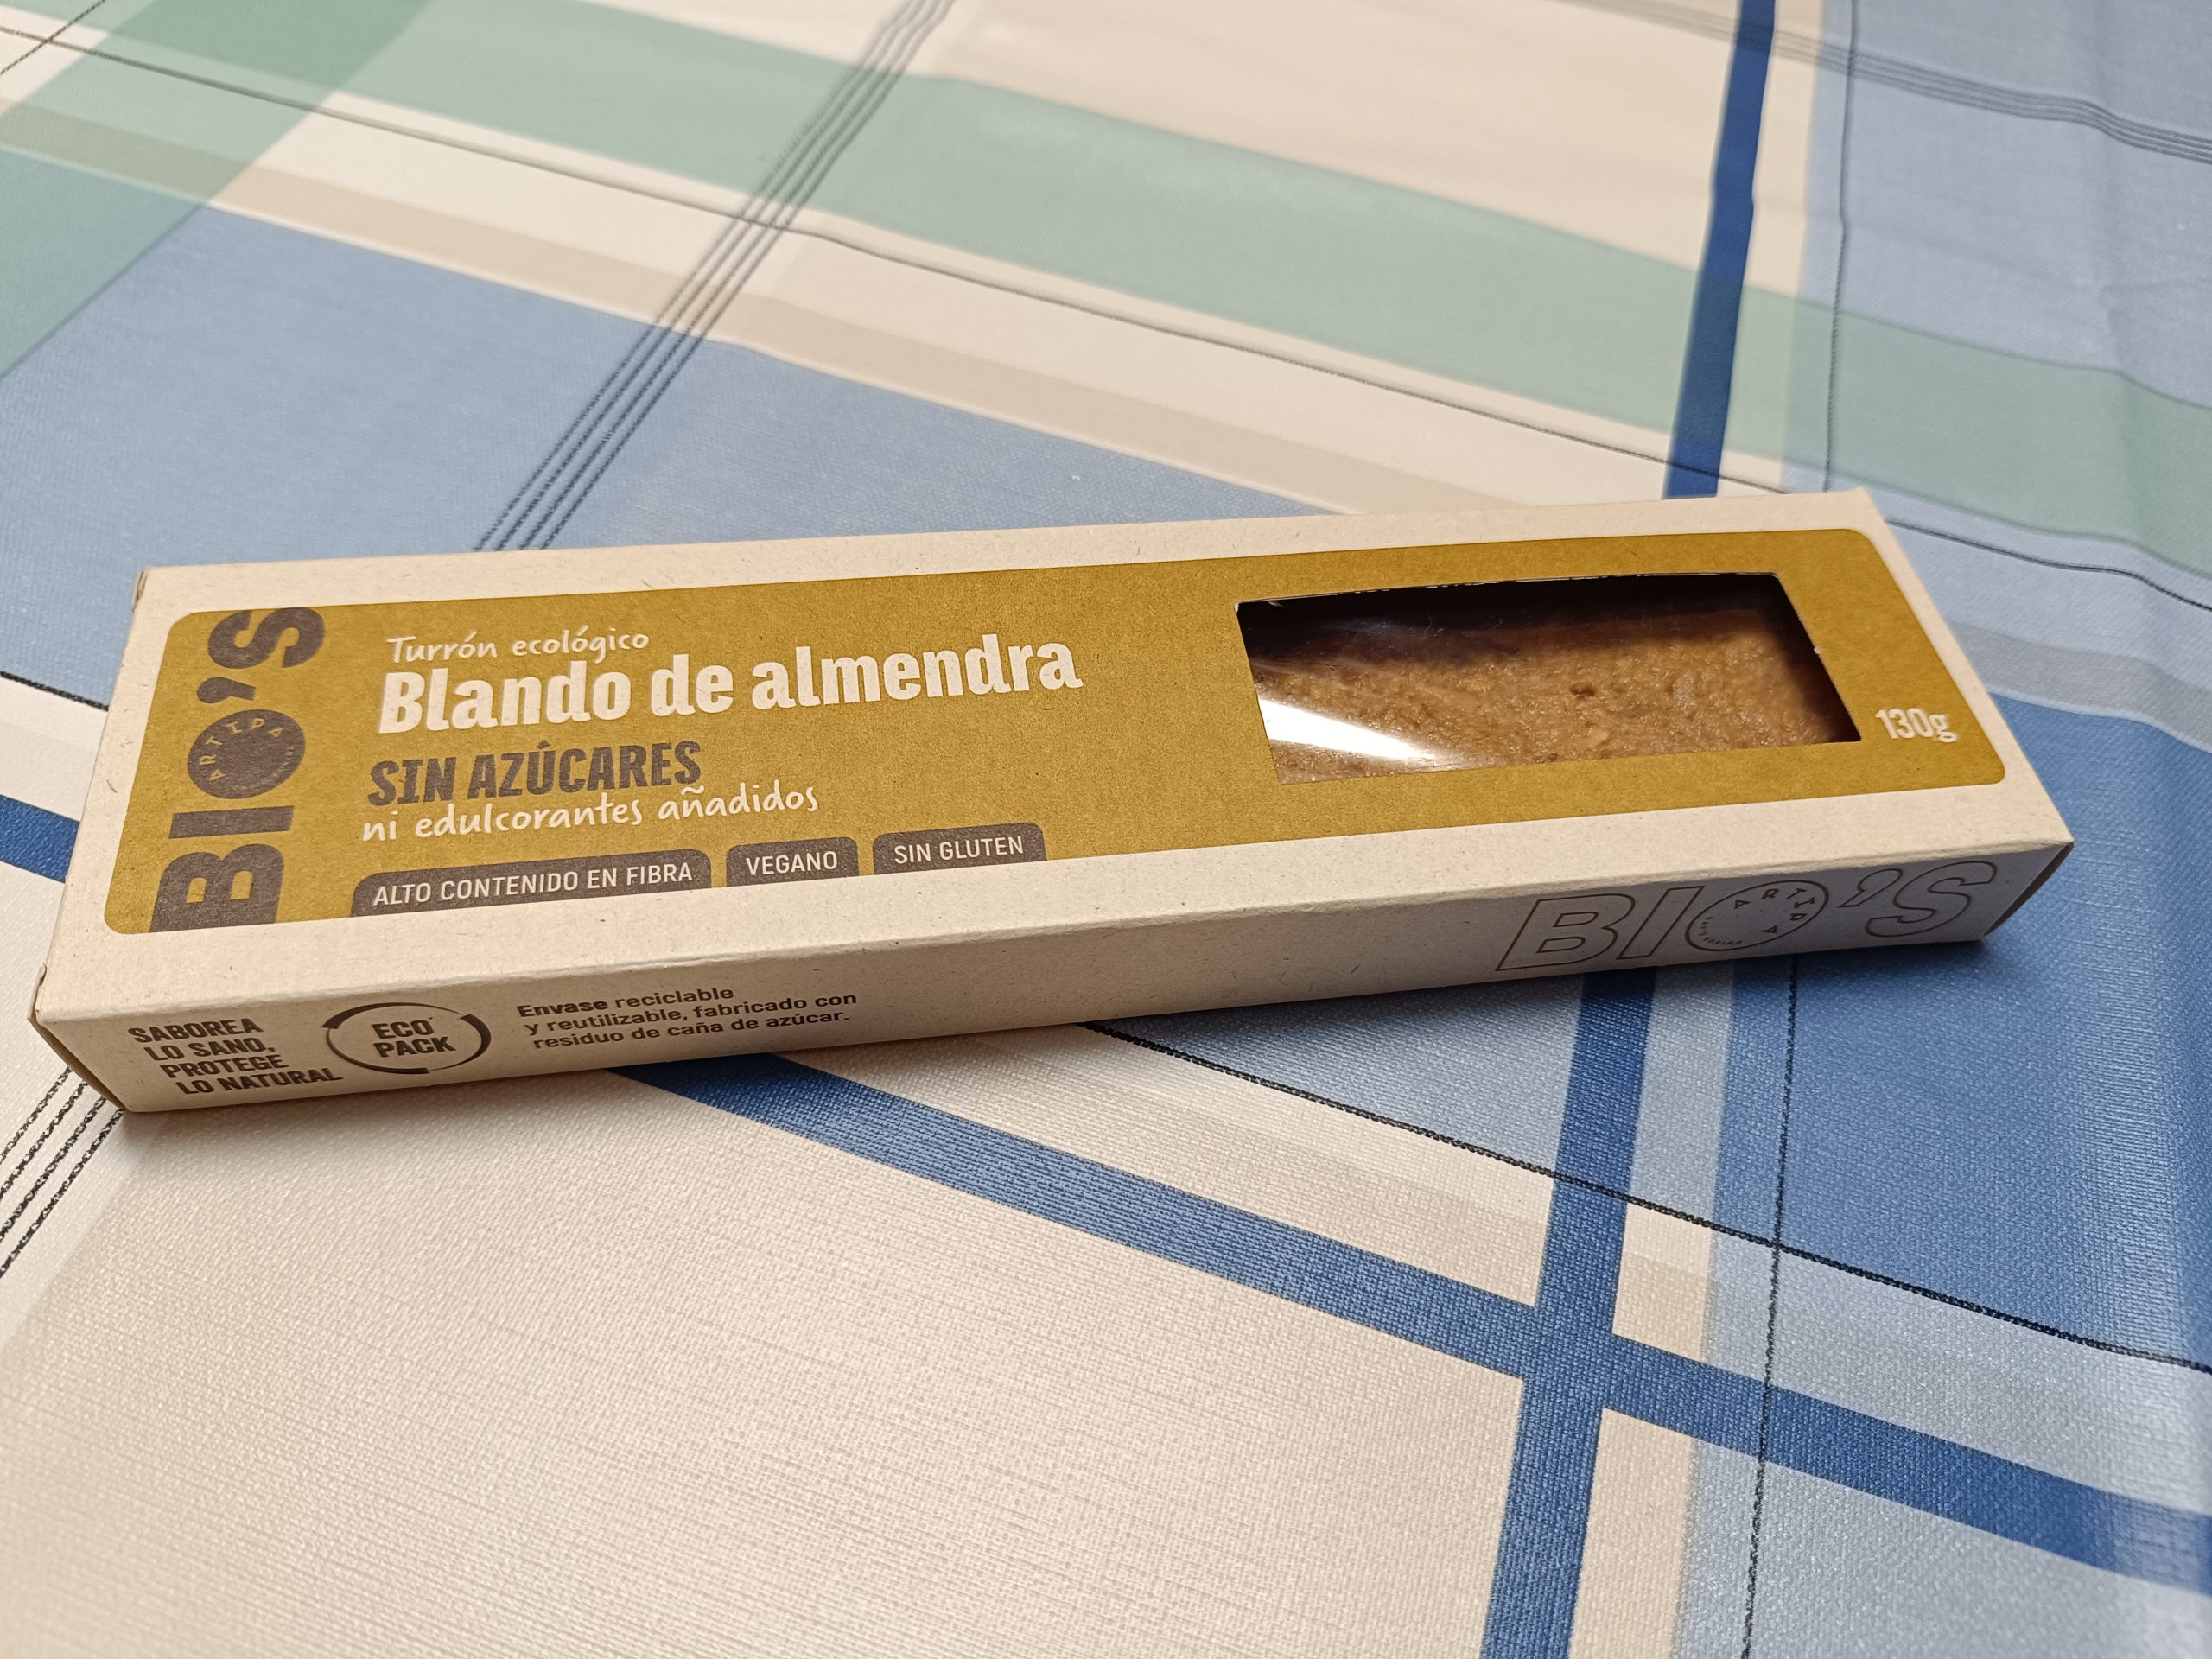 BIO'S
ARTIPA
Turrón ecológico
Blando de almendra
SIN AZÚCARES
ni edulcorantes añadidos
ALTO CONTENIDO EN FIBRA
VEGANO
SIN GLUTEN
130g
SABOREA
LO SANO,
PROTEGE
LO NATURAL
ECO
PACK
Envase reciclable
y reutilizable, fabricado con
residuo de caña de azúcar.
BIO'S
ARTIPA